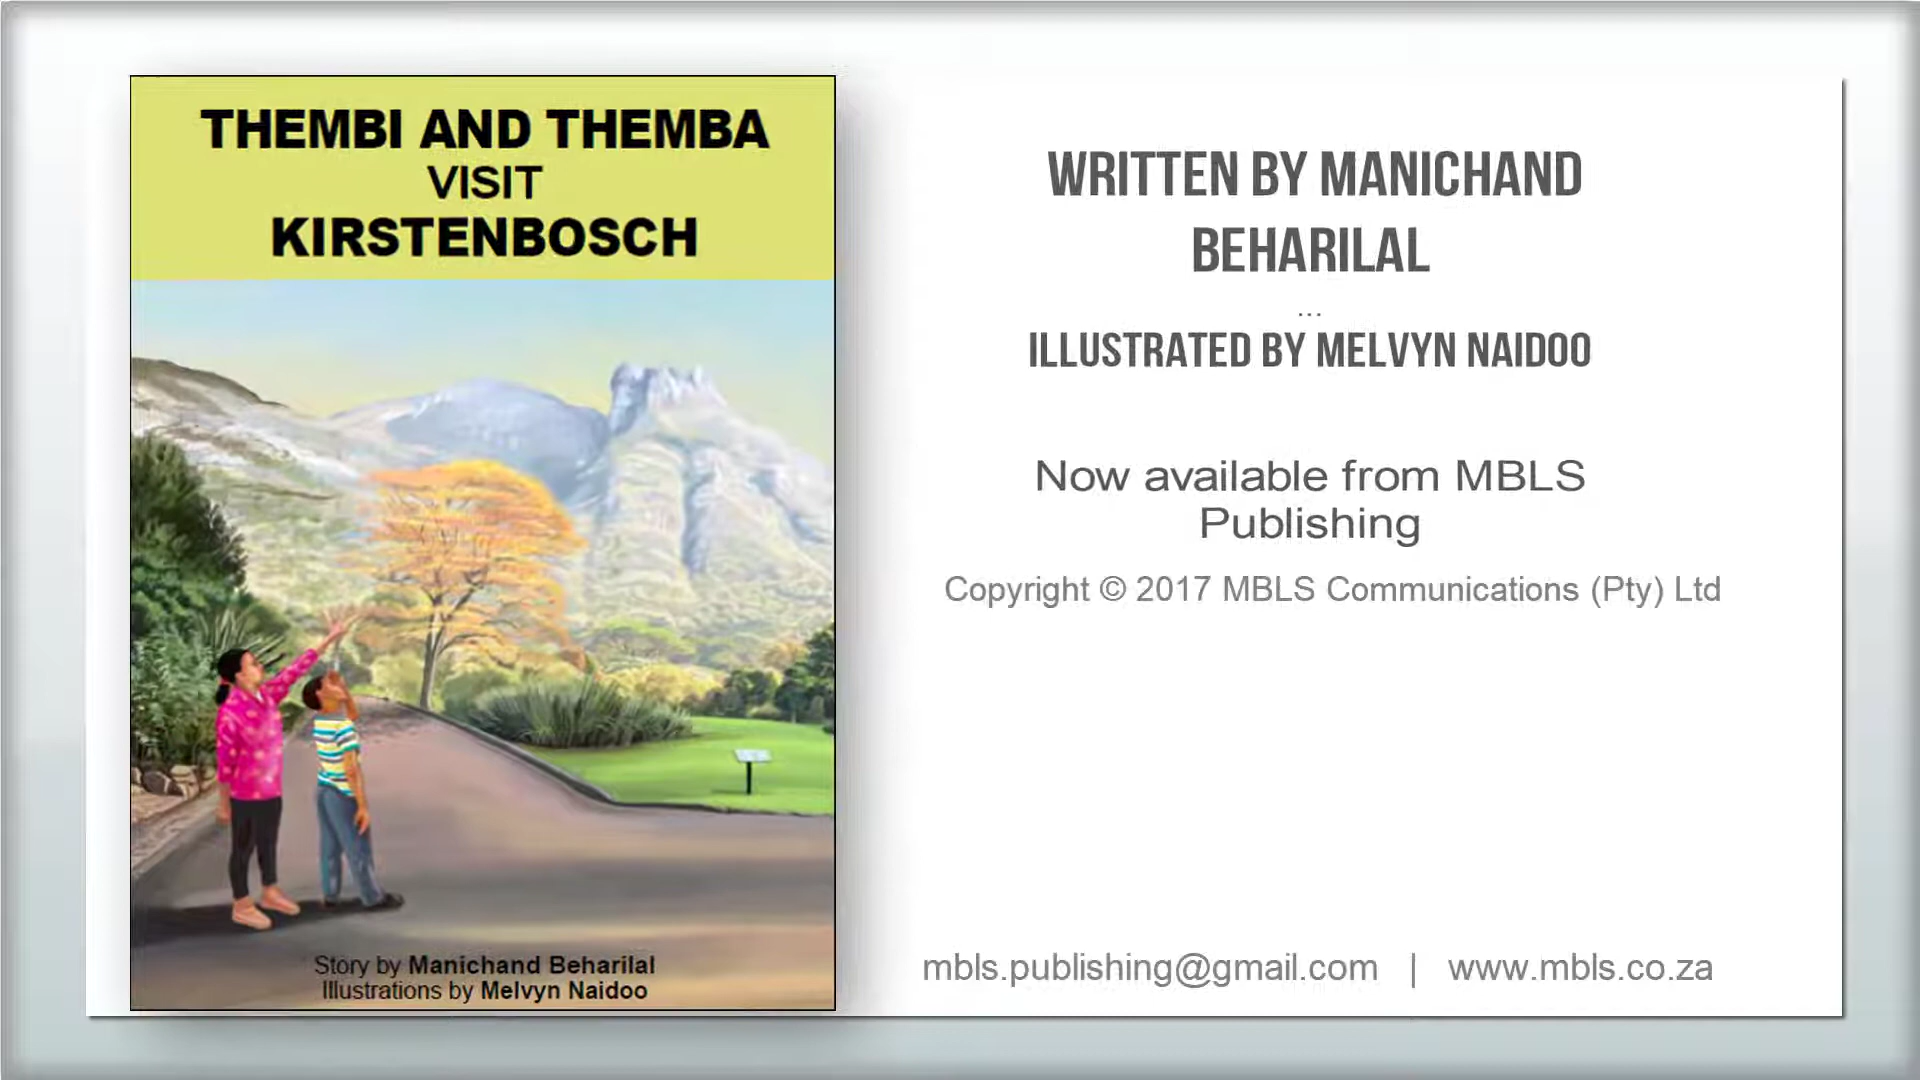 THEMBI AND THEMBA
VISIT
KIRSTENBOSCH
Story by Manichand Beharilal
Illustrations by Melvyn Naidoo
WRITTEN BY MANICHAND
BEHARILAL
...
ILLUSTRATED BY MELVYN NAIDOO
Now available from MBLS
Publishing
Copyright © 2017 MBLS Communications (Pty) Ltd
mbls.publishing@gmail.com | www.mbls.co.za